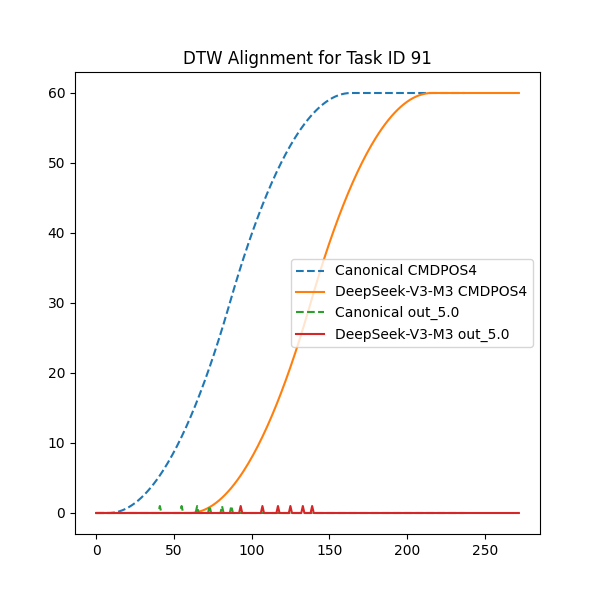 DTW Alignment for Task ID 91
60
50
40
30
20
10
0
Canonical CMDPOS4
DeepSeek-V3-M3 CMDPOS4
Canonical out_5.0
DeepSeek-V3-M3 out_5.0
0 50 100 150 200 250